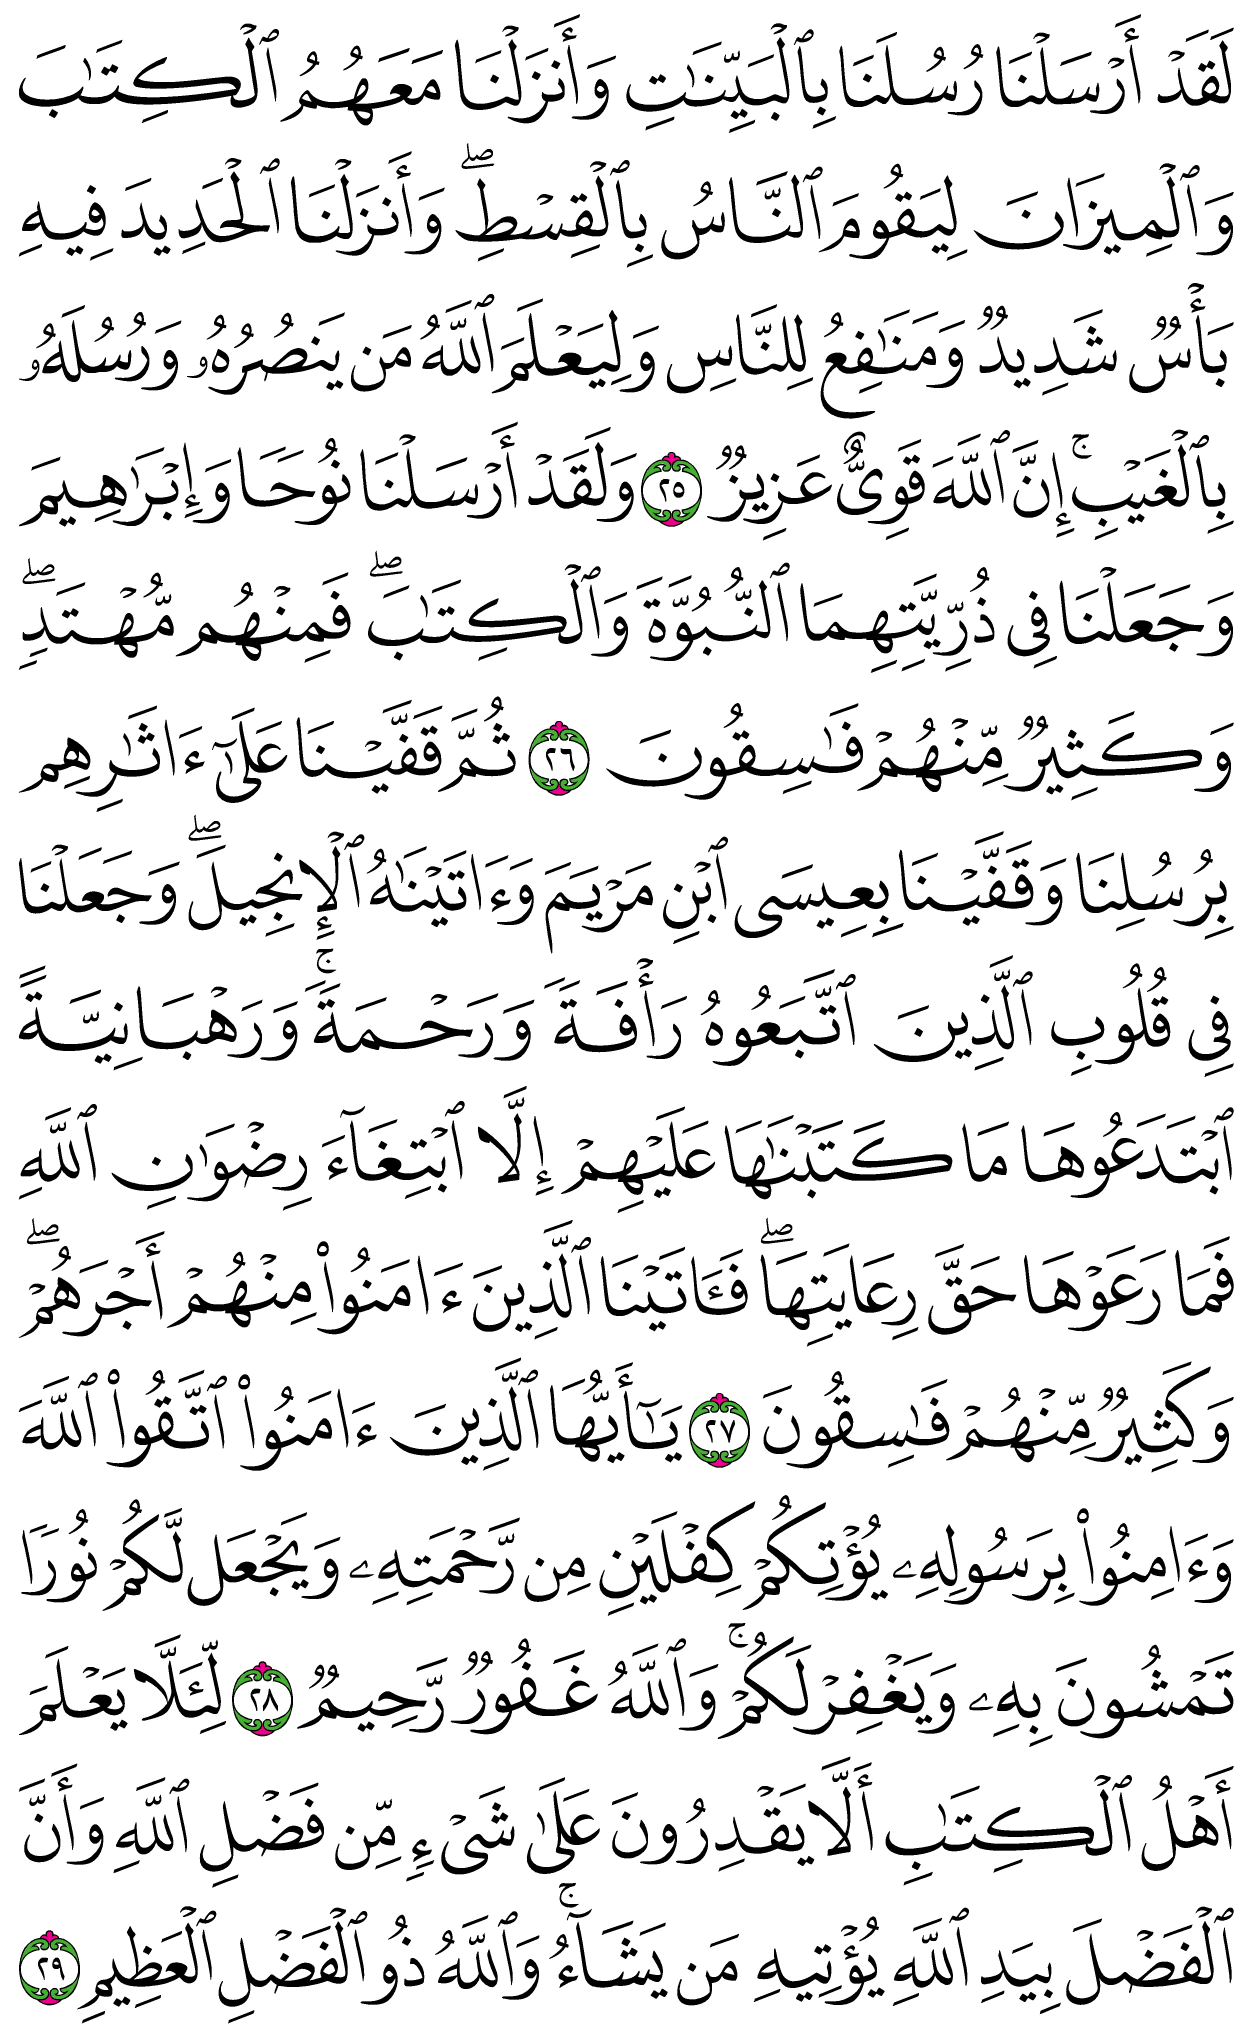 لَقَدۡ أَرۡسَلۡنَا رُسُلَنَا بِٱلۡبَيِّنَٰتِ وَأَنزَلۡنَا مَعَهُمُ ٱلۡكِتَٰبَ
وَٱلۡمِيزَانَ لِيَقُومَ ٱلنَّاسُ بِٱلۡقِسۡطِۖ وَأَنزَلۡنَا ٱلۡحَدِيدَ فِيهِ
بَأۡسٞ شَدِيدٞ وَمَنَٰفِعُ لِلنَّاسِ وَلِيَعۡلَمَ ٱللَّهُ مَن يَنصُرُهُۥ وَرُسُلَهُۥ
بِٱلۡغَيۡبِۚ إِنَّ ٱللَّهَ قَوِيٌّ عَزِيزٞ ٢٥ وَلَقَدۡ أَرۡسَلۡنَا نُوحٗا وَإِبۡرَٰهِيمَ
وَجَعَلۡنَا فِي ذُرِّيَّتِهِمَا ٱلنُّبُوَّةَ وَٱلۡكِتَٰبَۖ فَمِنۡهُم مُّهۡتَدٖۖ
وَكَثِيرٞ مِّنۡهُمۡ فَٰسِقُونَ ٢٦ ثُمَّ قَفَّيۡنَا عَلَىٰٓ ءَاثَٰرِهِم
بِرُسُلِنَا وَقَفَّيۡنَا بِعِيسَى ٱبۡنِ مَرۡيَمَ وَءَاتَيۡنَٰهُ ٱلۡإِنجِيلَۖ وَجَعَلۡنَا
فِي قُلُوبِ ٱلَّذِينَ ٱتَّبَعُوهُ رَأۡفَةٗ وَرَحۡمَةٗۚ وَرَهۡبَانِيَّةً
ٱبۡتَدَعُوهَا مَا كَتَبۡنَٰهَا عَلَيۡهِمۡ إِلَّا ٱبۡتِغَآءَ رِضۡوَٰنِ ٱللَّهِ
فَمَا رَعَوۡهَا حَقَّ رِعَايَتِهَاۖ فَـَٔاتَيۡنَا ٱلَّذِينَ ءَامَنُواْ مِنۡهُمۡ أَجۡرَهُمۡۖ
وَكَثِيرٞ مِّنۡهُمۡ فَٰسِقُونَ ٢٧ يَٰٓأَيُّهَا ٱلَّذِينَ ءَامَنُواْ ٱتَّقُواْ ٱللَّهَ
وَءَامِنُواْ بِرَسُولِهِۦ يُؤۡتِكُمۡ كِفۡلَيۡنِ مِن رَّحۡمَتِهِۦ وَيَجۡعَل لَّكُمۡ نُورٗا
تَمۡشُونَ بِهِۦ وَيَغۡفِرۡ لَكُمۡۚ وَٱللَّهُ غَفُورٞ رَّحِيمٞ ٢٨ لِّئَلَّا يَعۡلَمَ
أَهۡلُ ٱلۡكِتَٰبِ أَلَّا يَقۡدِرُونَ عَلَىٰ شَيۡءٖ مِّن فَضۡلِ ٱللَّهِ وَأَنَّ
ٱلۡفَضۡلَ بِيَدِ ٱللَّهِ يُؤۡتِيهِ مَن يَشَآءُۚ وَٱللَّهُ ذُو ٱلۡفَضۡلِ ٱلۡعَظِيمِ ٢٩